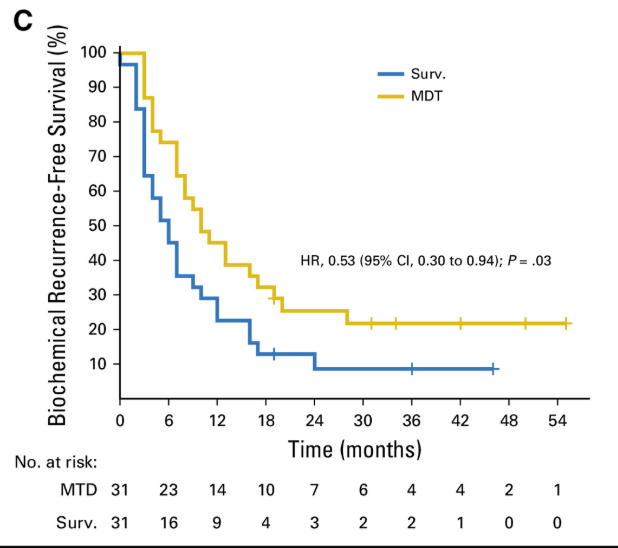 C
Biochemical Recurrence-Free Survival (%)
100
90
80
70
60
50
40
30
20
10
Surv.
MDT
HR, 0.53 (95% CI, 0.30 to 0.94); P = .03
0 6 12 18 24 30 36 42 48 54
Time (months)
No. at risk:
MTD 31 23 14 10 7 6 4 4 2 1
Surv. 31 16 9 4 3 2 2 1 0 0